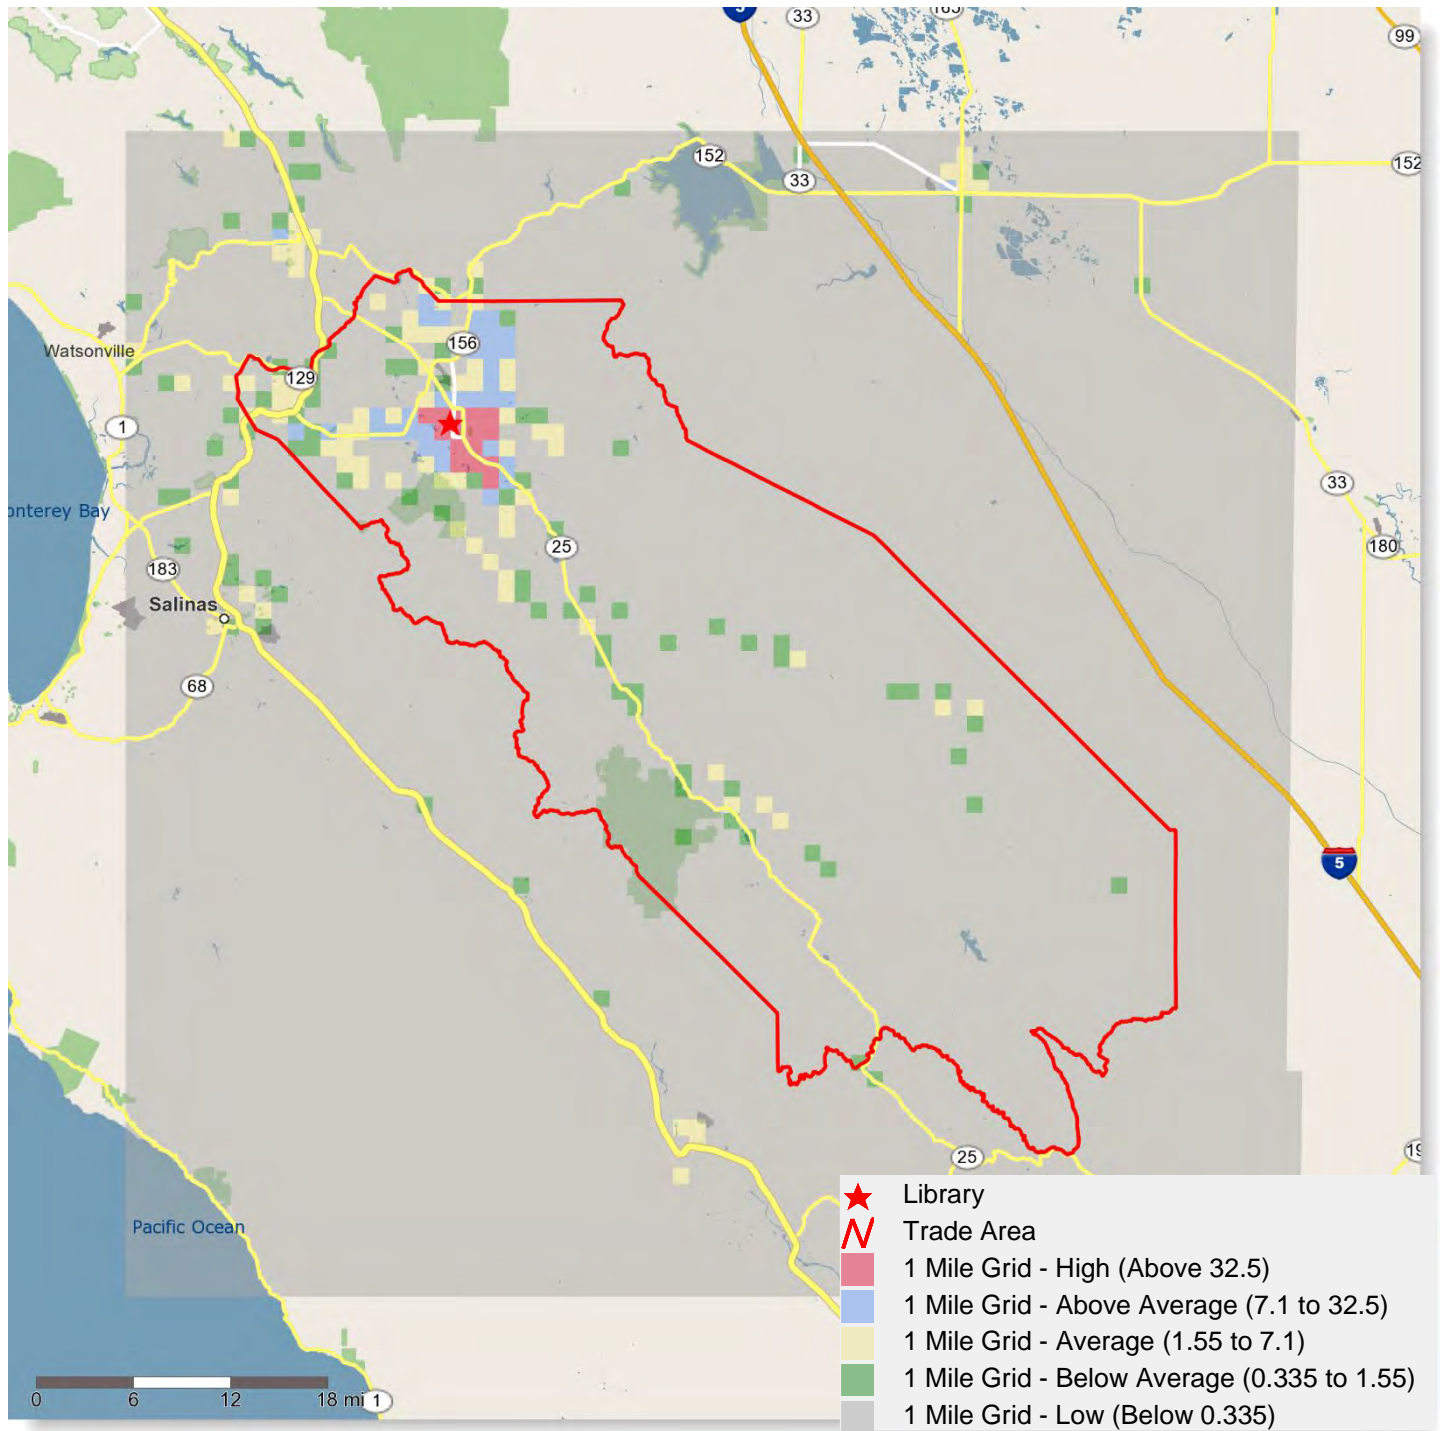 5
33
165
99
152
33
152
156
Watsonville
129
1
33
onterey Bay
25
180
183
Salinas
68
5
25
19
Library
Trade Area
1 Mile Grid - High (Above 32.5)
Pacific Ocean
1 Mile Grid - Above Average (7.1 to 32.5)
1 Mile Grid - Average (1.55 to 7.1)
1 Mile Grid - Below Average (0.335 to 1.55)
0 6 12 18 mi 1
1 Mile Grid - Low (Below 0.335)